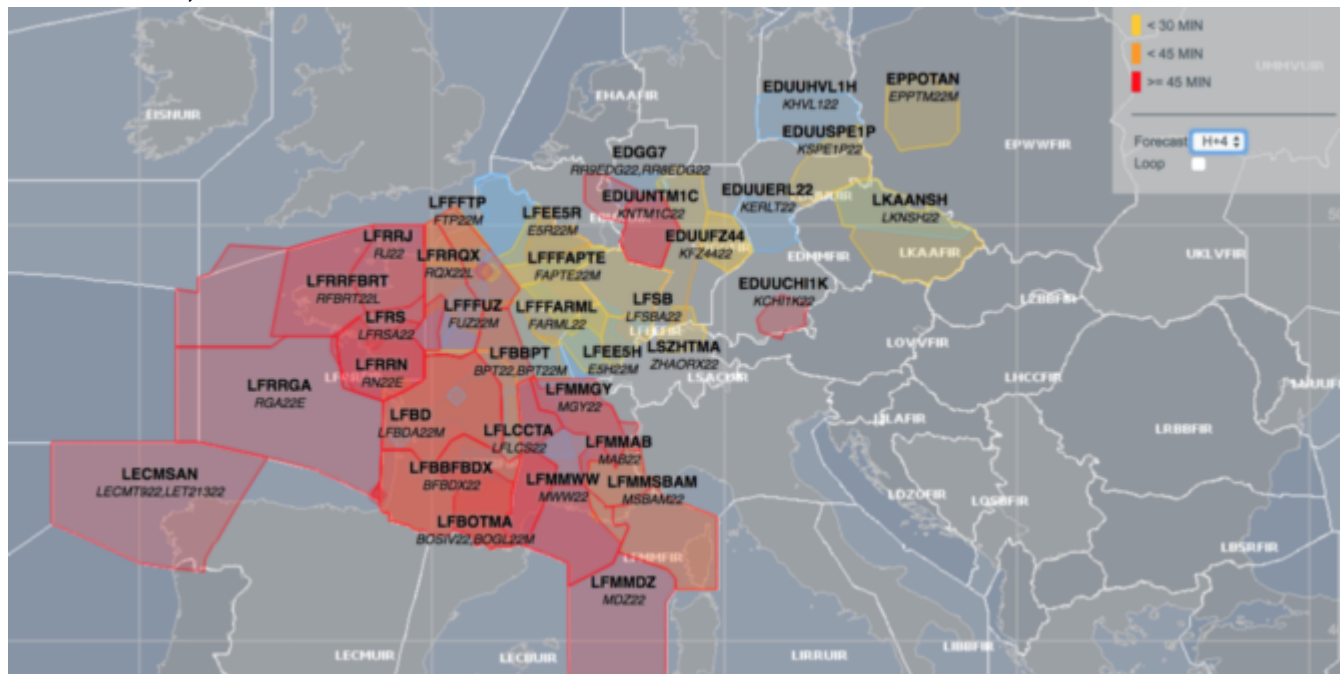 < 30 MIN
< 45 MIN
>= 45 MIN
Forecast H+4
Loop
UMMVUIR
EISNUIR
EHAAFIR
EPWWFIR
UKLVFIR
EDUUHVL1H
KHVL122
EPPOTAN
EPPTM22M
EDUUSPE1P
KSPE1P22
EDGG7
RR9EDG22,RR8EDG22
EDUUNTM1C
KNTM1C22
EDUUERL22
KERLT22
LKAANSH
LKNSH22
LFFFTP
FTP22M
LFEE5R
E5R22M
EDUUFZ44
KFZ4422
LKAAFIR
EDMMFIR
LFRRJ
RJ22
LFRRQX
RQX22L
LFFFAPTE
FAPTE22M
LFRRFBRT
RFBRT22L
EDUUCHI1K
KCHI1K22
LZBBFIR
LFRS
LFRSA22
LFFFUZ
FUZ22M
LFFFARML
FARML22
LFSB
LFSBA22
LOVVFIR
LFRRN
RN22E
LFBBPT
BPT22,BPT22M
LFEE5H
E5H22M
LSZHTMA
ZHAORX22
LHCCFIR
LFRRGA
RGA22E
LFMMGY
MGY22
LFBD
LFBDA22M
LFLCCTA
LFLCS22
LFMMAB
MAB22
LJLAFIR
LRBBFIR
LECMSAN
LECMT922,LET21322
LFBBFBDX
BFBDX22
LFMMWW
MWW22
LFMMSBAM
MSBAM22
LDZOFIR
LQSBFIR
LFBOTMA
BOSIV22,BOGL22M
LFMMFIR
LBSRFIR
LFMMDZ
MDZ22
LECMUIR
LECBUIR
LIRRUIR
LIBBFIR